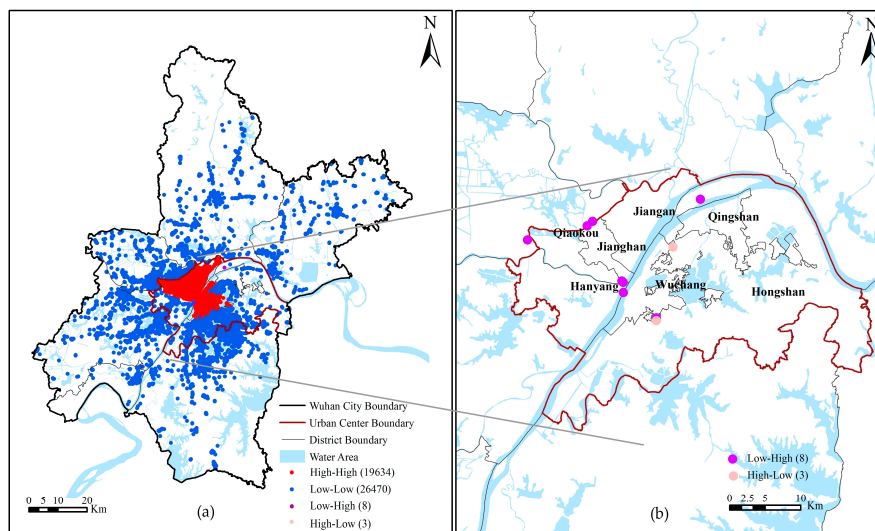 N
Wuhan City Boundary
Urban Center Boundary
District Boundary
Water Area
High-High (19634)
Low-Low (26470)
Low-High (8)
High-Low (3)
0 5 10 20
Km
(a)
N
Jiangan
Qingshan
Qiaokou
Jianghan
Hanyang
Wuchang
Hongshan
Low-High (8)
High-Low (3)
0 2.5 5 10
Km
(b)